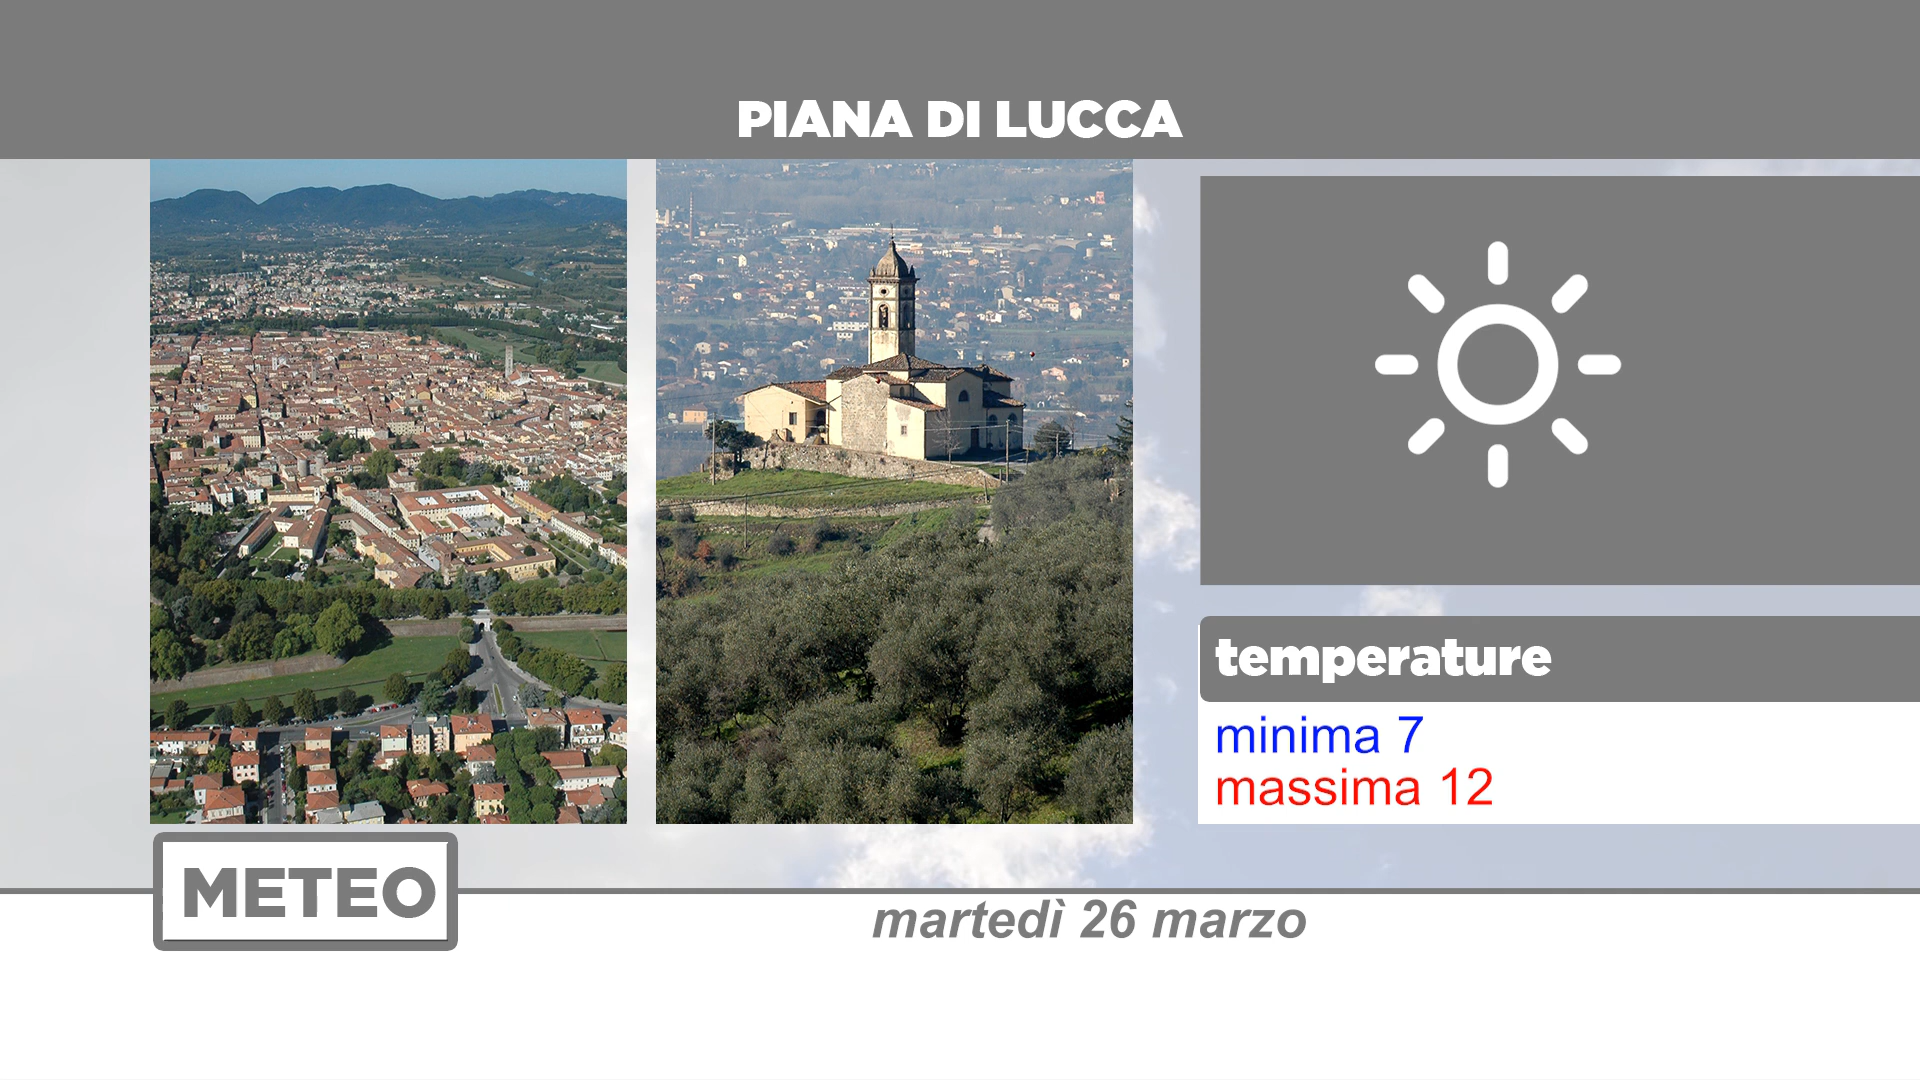 PIANA DI LUCCA
temperature
minima 7
massima 12
METEO
martedì 26 marzo